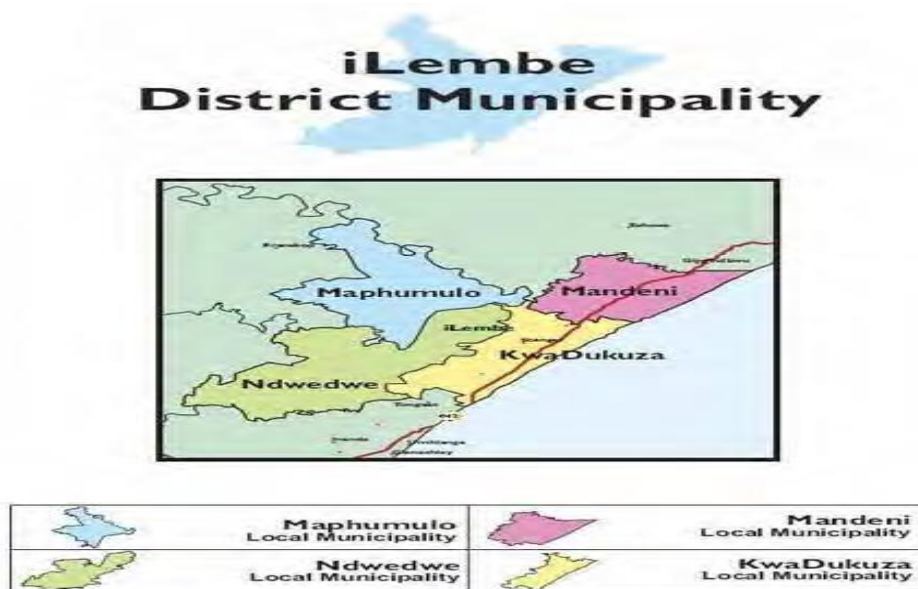 iLembe
District Municipality
Maphumulo
Mandeni
iLembe
KwaDukuza
Ndwedwe
Maphumulo
Local Municipality
Mandeni
Local Municipality
Ndwedwe
Local Municipality
KwaDukuza
Local Municipality